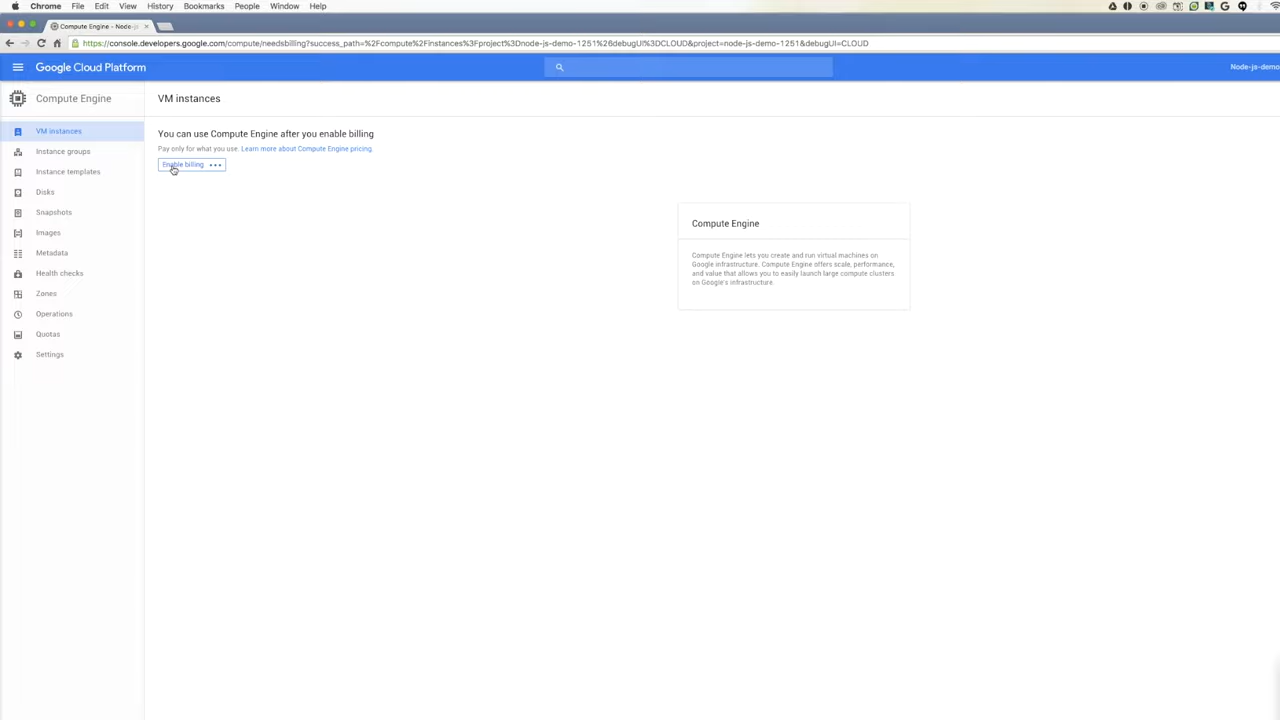 Chrome File Edit View History Bookmarks People Window Help
Compute Engine - Node-js-
https://console.developers.google.com/compute/needsbilling?success_path=%2Fcompute%2Finstances%3Fproject%3Dnode-js-demo-1251%26debugUI%3DCLOUD&project=node-js-demo-1251&debugUI=CLOUD
Google Cloud Platform
Node-js-demo
Compute Engine
VM instances
VM instances
Instance groups
Instance templates
Disks
Snapshots
Images
Metadata
Health checks
Zones
Operations
Quotas
Settings
You can use Compute Engine after you enable billing
Pay only for what you use. Learn more about Compute Engine pricing.
Enable billing
Compute Engine
Compute Engine lets you create and run virtual machines on
Google infrastructure. Compute Engine offers scale, performance,
and value that allows you to easily launch large compute clusters
on Google's infrastructure.